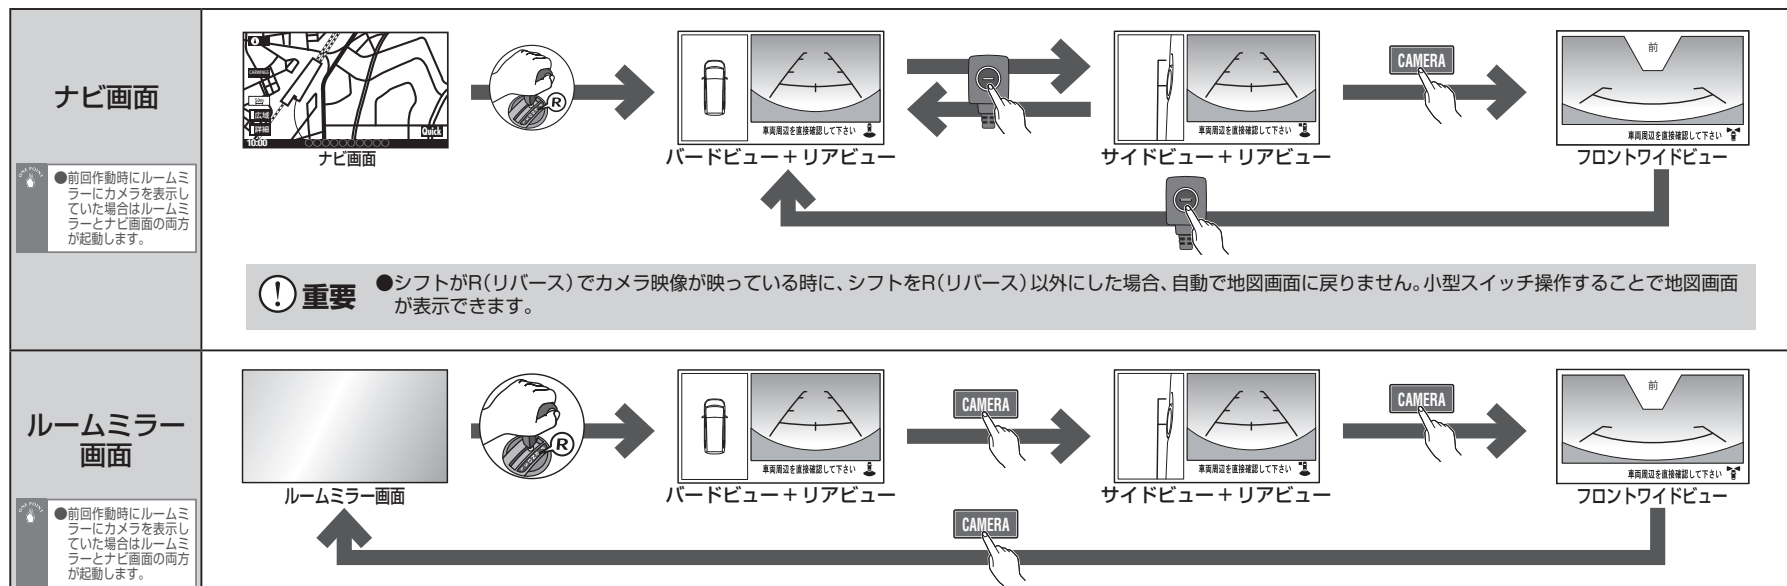 ナビ画面
ONE POINT
●前回作動時にルームミ
ラーにカメラを表示し
ていた場合はルームミ
ラーとナビ画面の両方
が起動します。
CARWINGS
広域
詳細
Quick
10:00
ナビ画面
R
車両周辺を直接確認して下さい
バードビュー+リアビュー
車両周辺を直接確認して下さい
サイドビュー+リアビュー
CAMERA
前
車両周辺を直接確認して下さい
フロントワイドビュー
重要
●シフトがR(リバース)でカメラ映像が映っている時に、シフトをR(リバース)以外にした場合、自動で地図画面に戻りません。小型スイッチ操作することで地図画面
が表示できます。
ルームミラー
画面
ONE POINT
●前回作動時にルームミ
ラーにカメラを表示し
ていた場合はルームミ
ラーとナビ画面の両方
が起動します。
ルームミラー画面
R
車両周辺を直接確認して下さい
バードビュー+リアビュー
CAMERA
車両周辺を直接確認して下さい
サイドビュー+リアビュー
CAMERA
前
車両周辺を直接確認して下さい
フロントワイドビュー
CAMERA